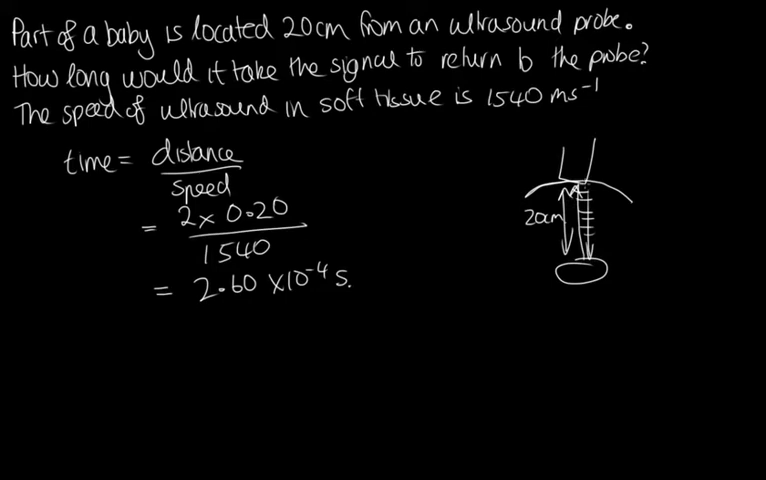 Part of a baby is located 20cm from an ultrasound probe.
How long would it take the signal to return to the probe?
The speed of ultrasound in soft tissue is 1540 ms⁻¹
time = distance
speed
= 2 x 0.20
1540
= 2.60 x10⁻⁴ s.
20cm